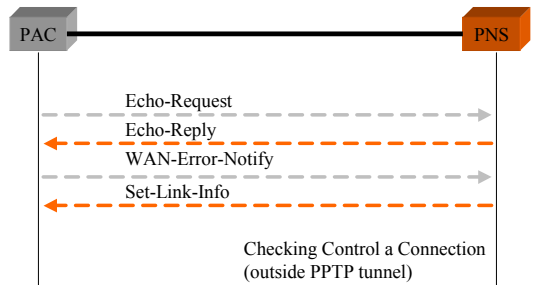 PAC
PNS
Echo-Request
Echo-Reply
WAN-Error-Notify
Set-Link-Info
Checking Control a Connection
(outside PPTP tunnel)